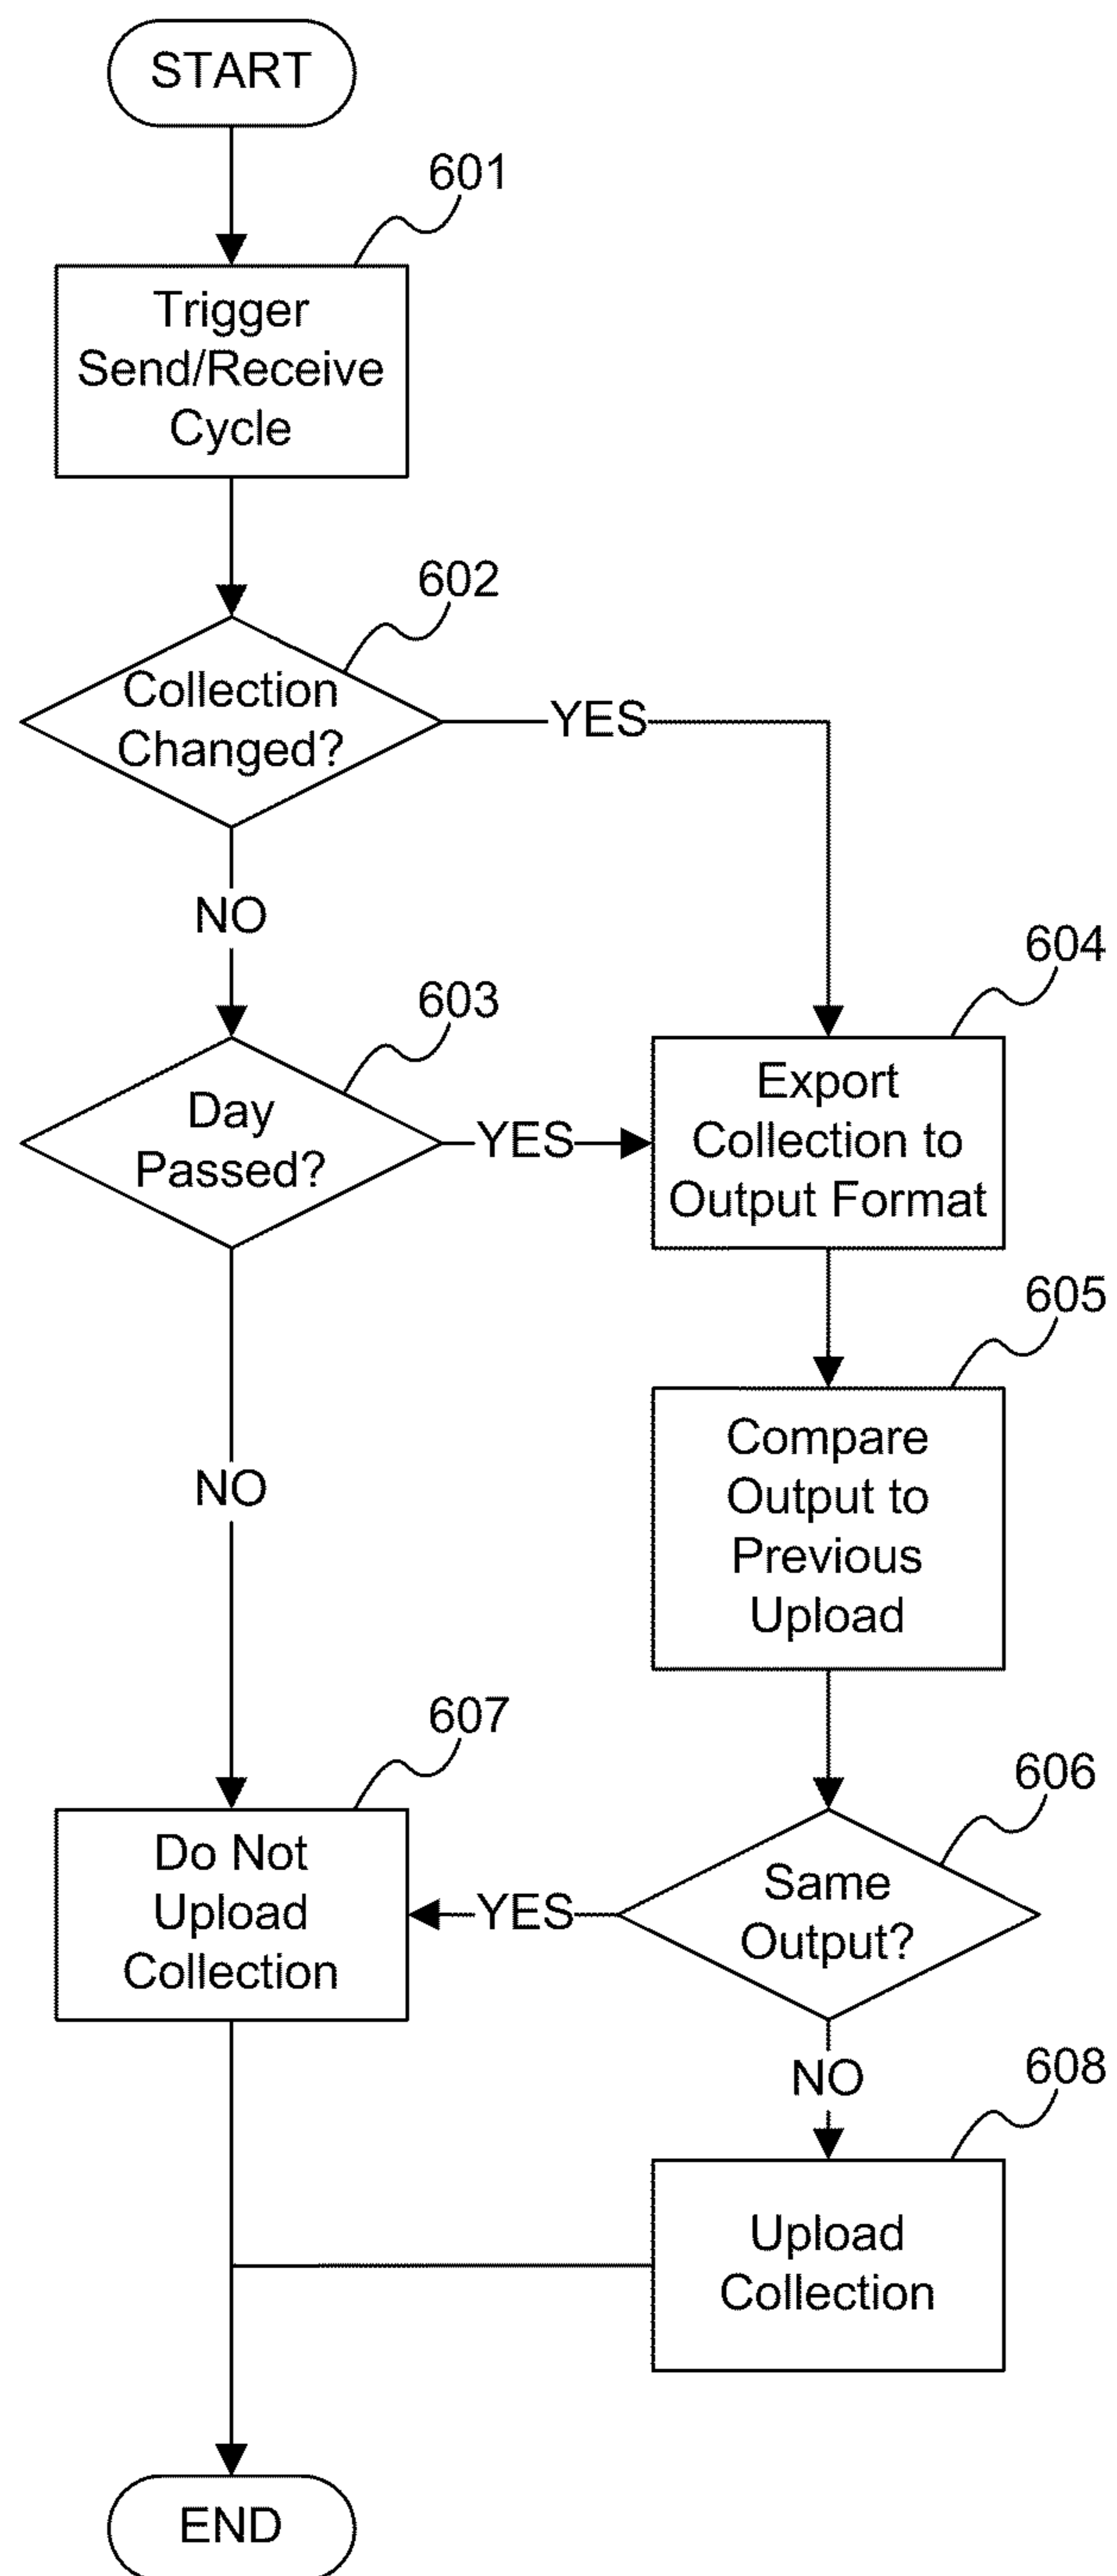 START
601
Trigger
Send/Receive
Cycle
602
Collection
Changed?
YES
NO
603
Day
Passed?
YES
604
Export
Collection to
Output Format
605
Compare
Output to
Previous
Upload
NO
607
Do Not
Upload
Collection
606
Same
Output?
YES
NO
608
Upload
Collection
END